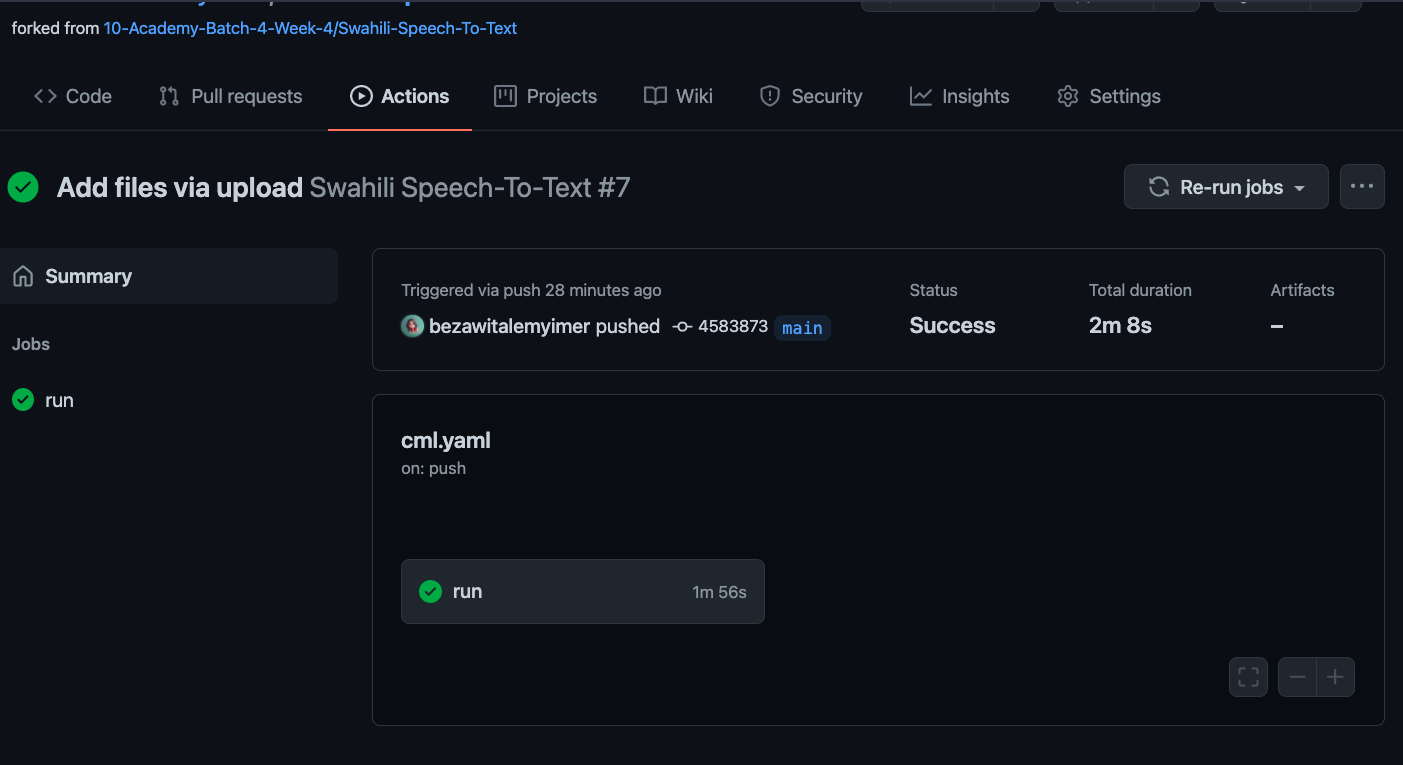 forked from 10-Academy-Batch-4-Week-4/Swahili-Speech-To-Text
Code Pull requests Actions Projects Wiki Security Insights Settings
Add files via upload Swahili Speech-To-Text #7
Re-run jobs
Summary
Jobs
run
Triggered via push 28 minutes ago
bezawitalemyimer pushed 4583873 main
Status
Success
Total duration
2m 8s
Artifacts
–
cml.yaml
on: push
run 1m 56s